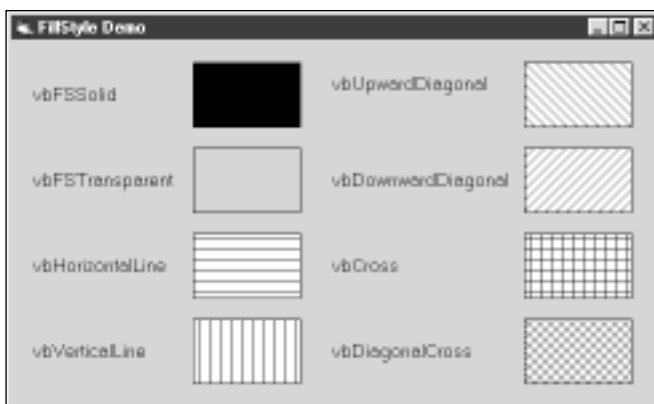 FillStyle Demo
vbFSSolid
vbUpwardDiagonal
vbFSTransparent
vbDownwardDiagonal
vbHorizontalLine
vbCross
vbVerticalLine
vbDiagonalCross